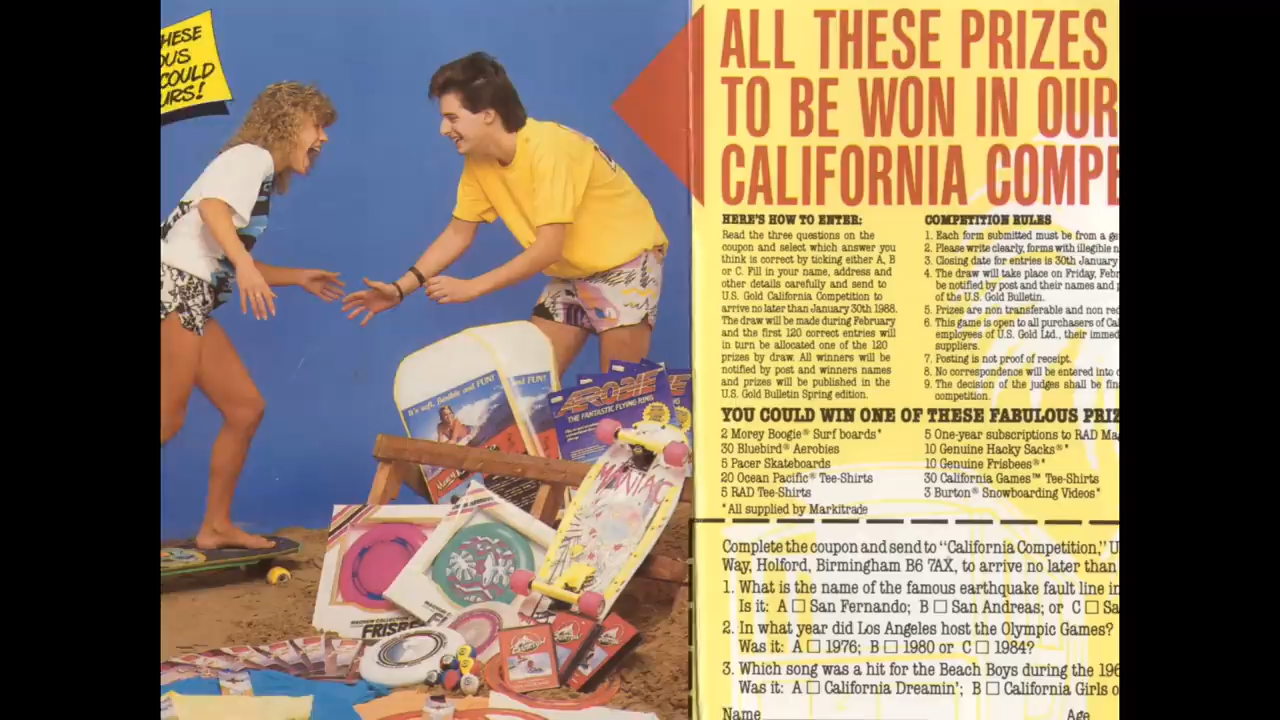 HESE
OUS
COULD
URS!
ALL THESE PRIZES
TO BE WON IN OUR
CALIFORNIA COMPE
HERE'S HOW TO ENTER:
Read the three questions on the
coupon and select which answer you
think is correct by ticking either A, B
or C. Fill in your name, address and
other details carefully and send to
U.S. Gold California Competition to
arrive no later than January 30th 1988.
The draw will be made during February
and the first 120 correct entries will
in turn be allocated one of the 120
prizes by draw. All winners will be
notified by post and winners names
and prizes will be published in the
U.S. Gold Bulletin Spring edition.
COMPETITION RULES
1. Each form submitted must be from a ge
2. Please write clearly, forms with illegible n
3. Closing date for entries is 30th January
4. The draw will take place on Friday, Febr
be notified by post and their names and p
of the U.S. Gold Bulletin.
5. Prizes are non transferable and non red
6. This game is open to all purchasers of Cal
employees of U.S. Gold Ltd., their immed
suppliers.
7. Posting is not proof of receipt.
8. No correspondence will be entered into o
9. The decision of the judges shall be fin
competition.
YOU COULD WIN ONE OF THESE FABULOUS PRIZ
2 Morey Boogie® Surf boards*
30 Bluebird® Aerobies
5 Pacer Skateboards
20 Ocean Pacific® Tee-Shirts
5 RAD Tee-Shirts
*All supplied by Markitrade
5 One-year subscriptions to RAD Ma
10 Genuine Hacky Sacks®*
10 Genuine Frisbees®*
30 California Games™ Tee-Shirts
3 Burton® Snowboarding Videos*
Complete the coupon and send to "California Competition," U
Way, Holford, Birmingham B6 7AX, to arrive no later than
1. What is the name of the famous earthquake fault line in
Is it: A □ San Fernando; B □ San Andreas; or C □ Sa
2. In what year did Los Angeles host the Olympic Games?
Was it: A □ 1976; B □ 1980 or C □ 1984?
3. Which song was a hit for the Beach Boys during the 196
Was it: A □ California Dreamin'; B □ California Girls o
Name Age
It's soft, flexible and FUN!
and FUN!
AEROBIE
THE FANTASTIC FLYING RING
MANIAC
FRISBEE